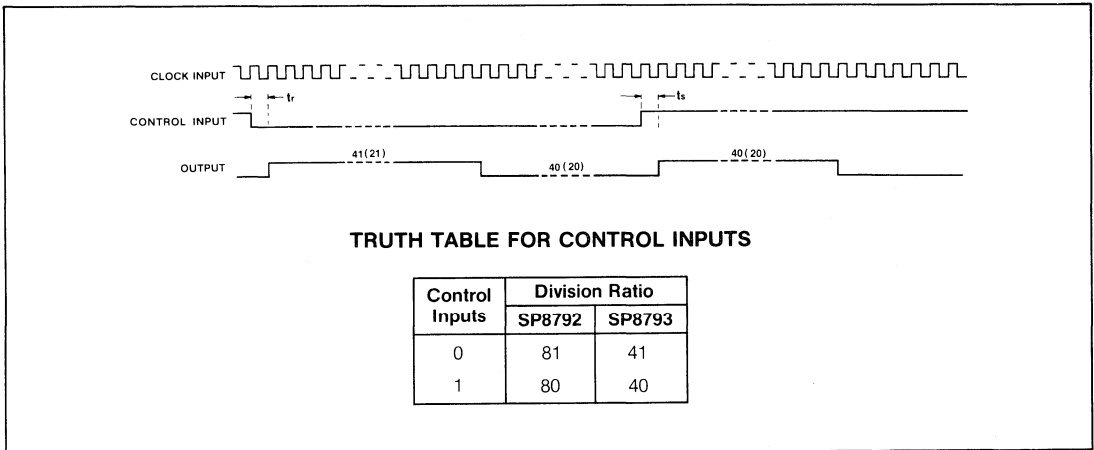 CLOCK INPUT
tr
ts
CONTROL INPUT
41(21)
40(20)
40(20)
OUTPUT
TRUTH TABLE FOR CONTROL INPUTS
Control Inputs
Division Ratio
SP8792 SP8793
0 81 41
1 80 40